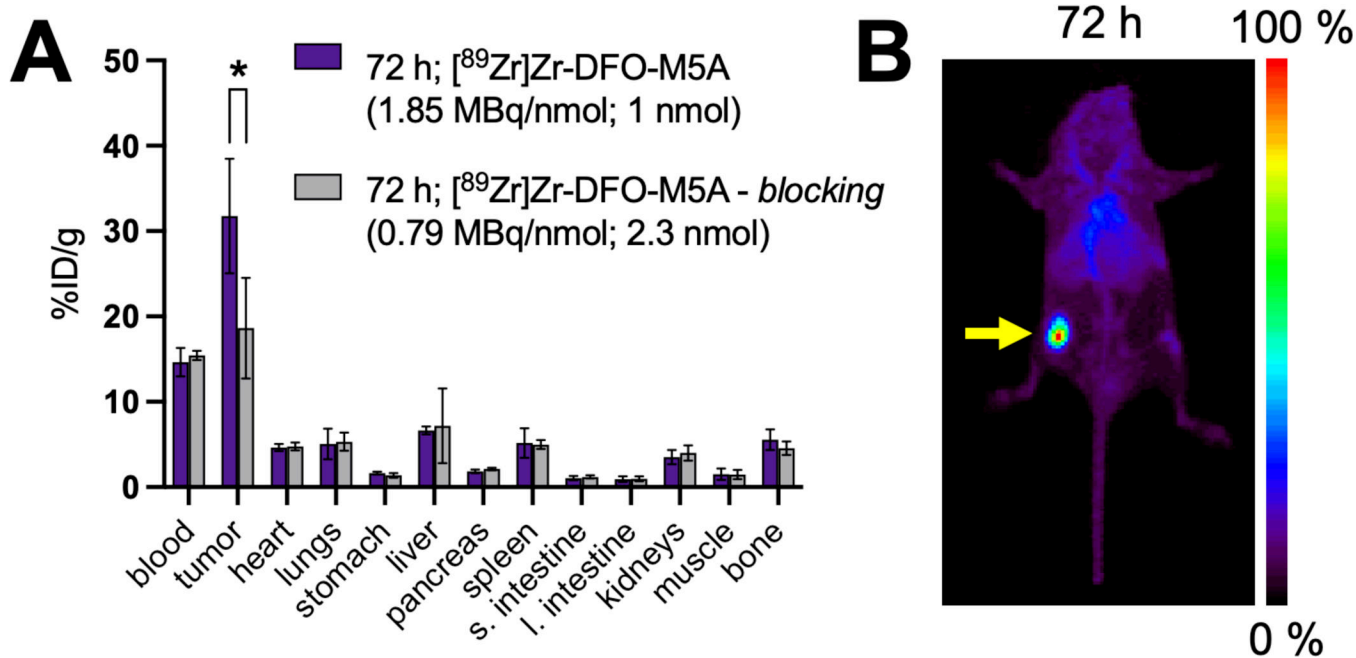 A
50
40
30
20
10
0
%ID/g
*
72 h; [⁸⁹Zr]Zr-DFO-M5A
(1.85 MBq/nmol; 1 nmol)
72 h; [⁸⁹Zr]Zr-DFO-M5A - blocking
(0.79 MBq/nmol; 2.3 nmol)
blood
tumor
heart
lungs
stomach
liver
pancreas
spleen
s. intestine
l. intestine
kidneys
muscle
bone
B
72 h
100 %
0 %